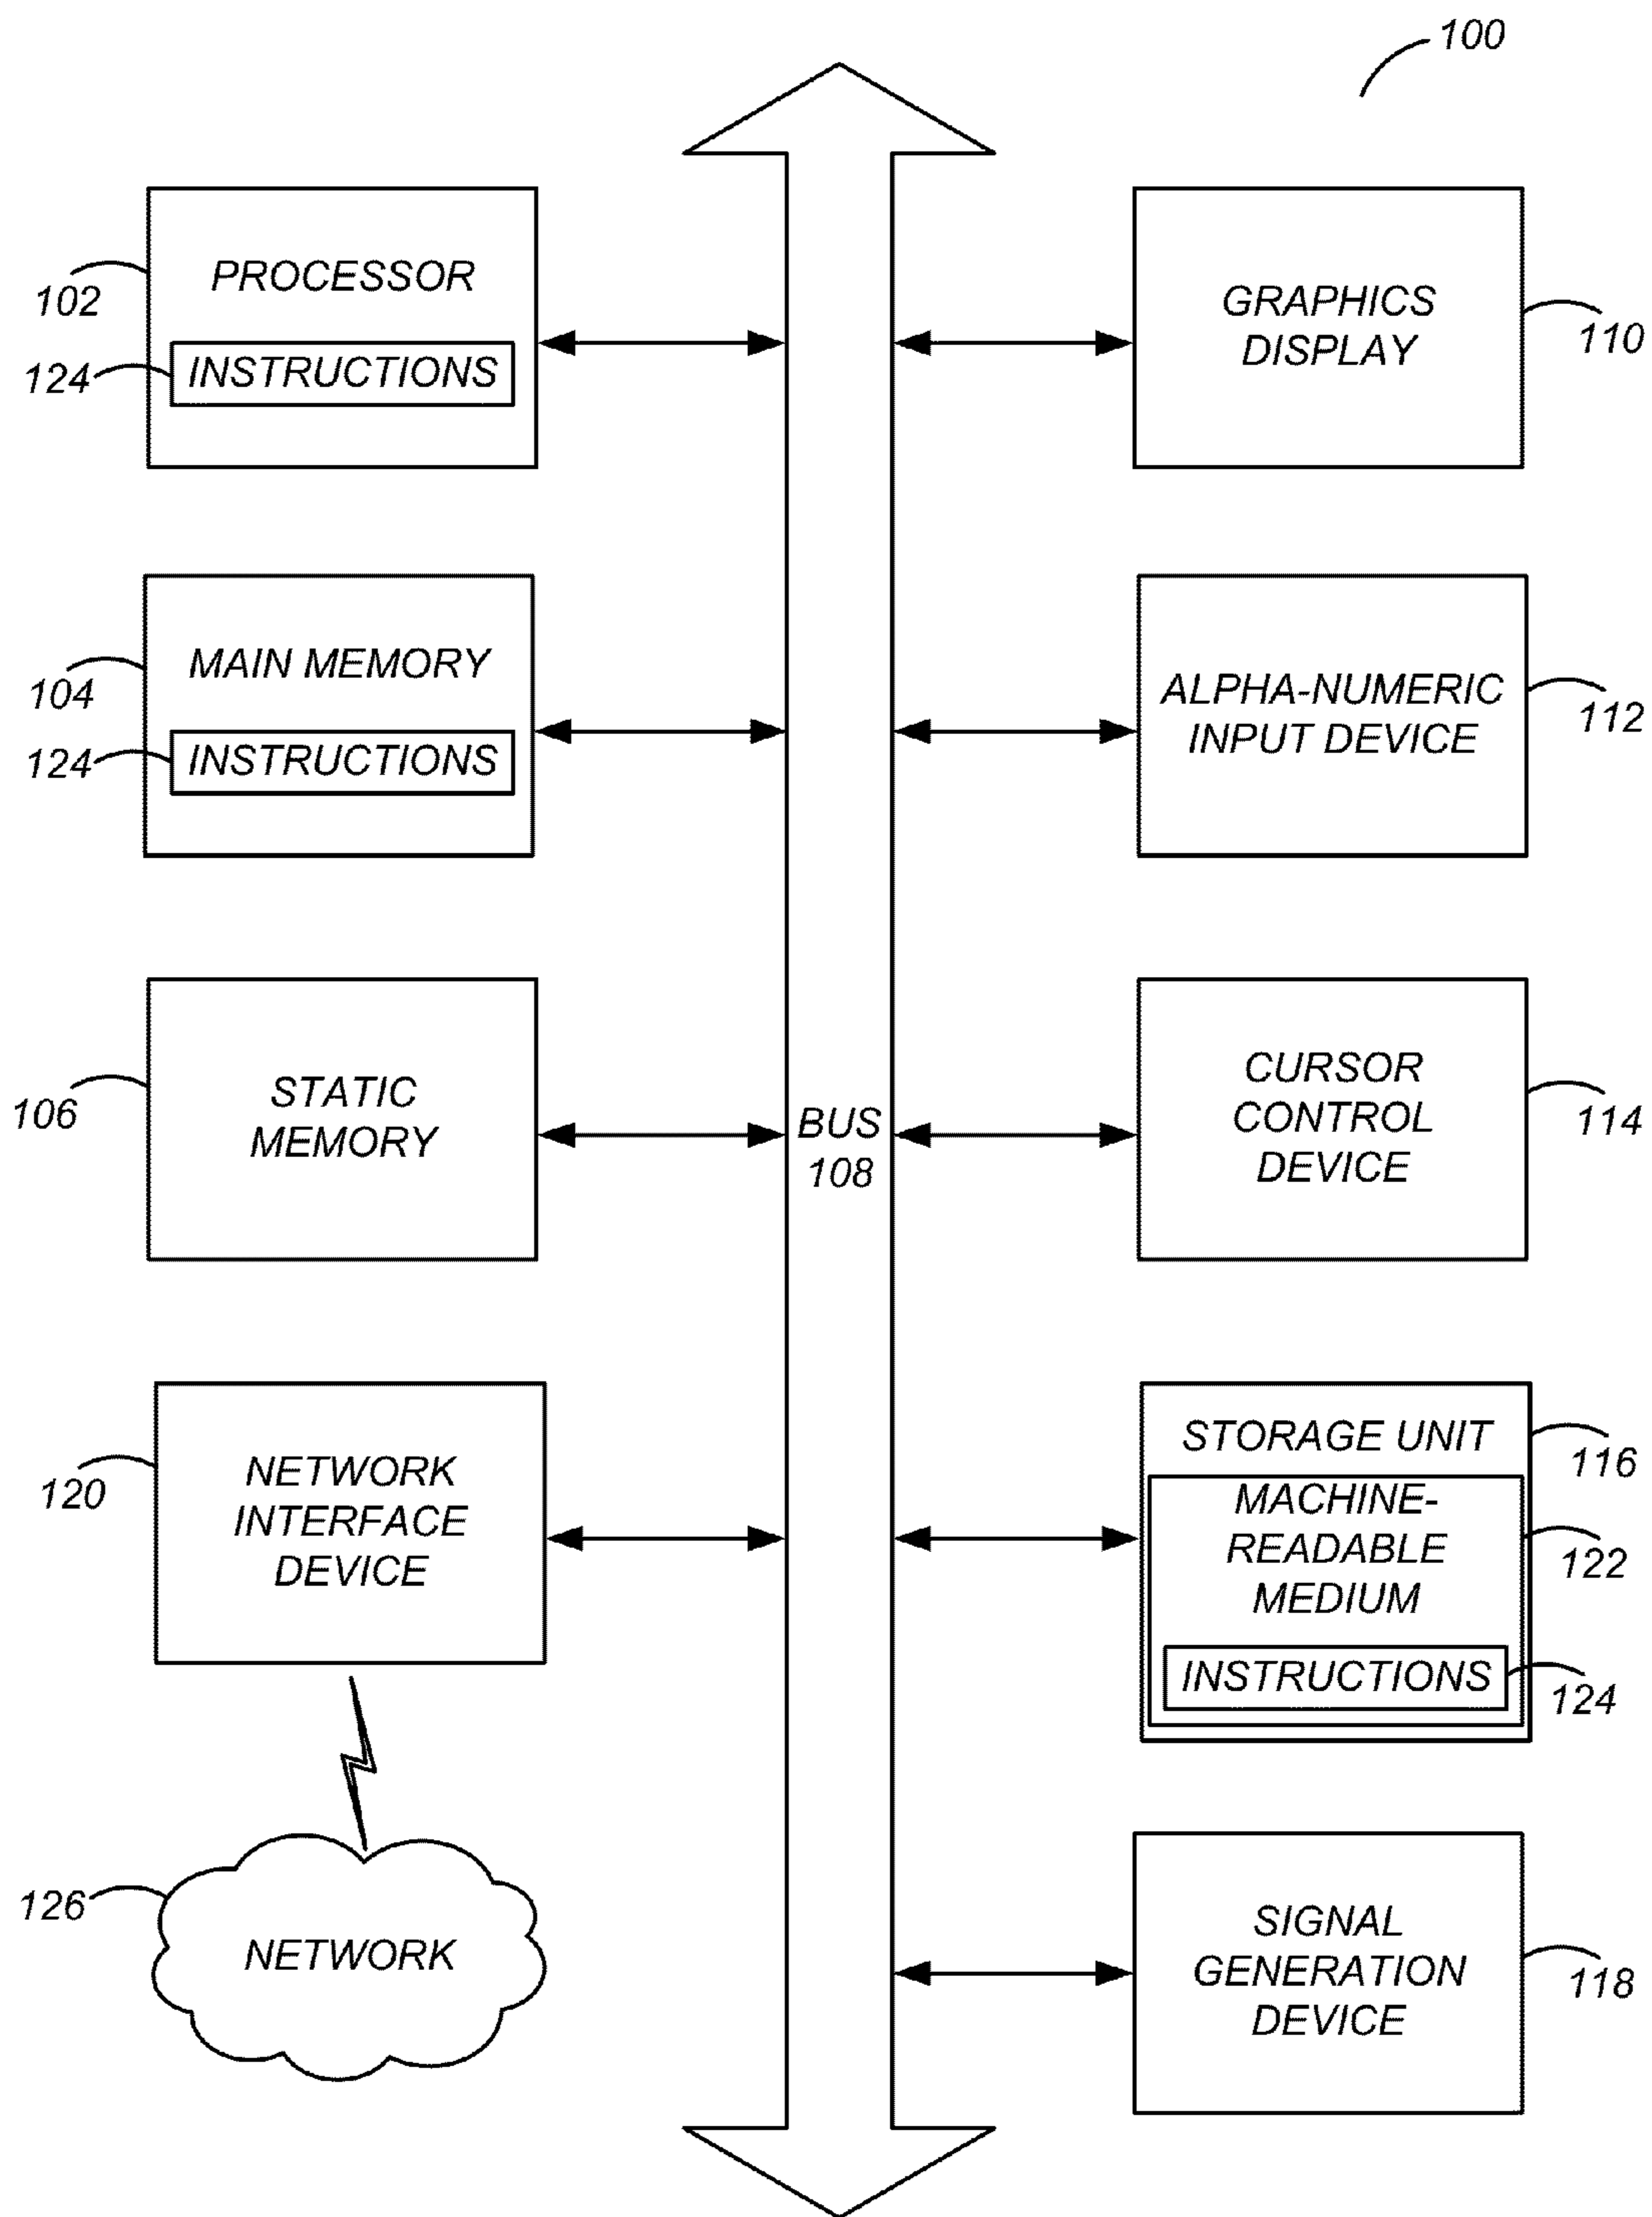 100
PROCESSOR
102
124
INSTRUCTIONS
GRAPHICS
DISPLAY
110
MAIN MEMORY
104
124
INSTRUCTIONS
ALPHA-NUMERIC
INPUT DEVICE
112
STATIC
MEMORY
106
BUS
108
CURSOR
CONTROL
DEVICE
114
NETWORK
INTERFACE
DEVICE
120
STORAGE UNIT
116
MACHINE-
READABLE
MEDIUM
122
INSTRUCTIONS
124
126
NETWORK
SIGNAL
GENERATION
DEVICE
118